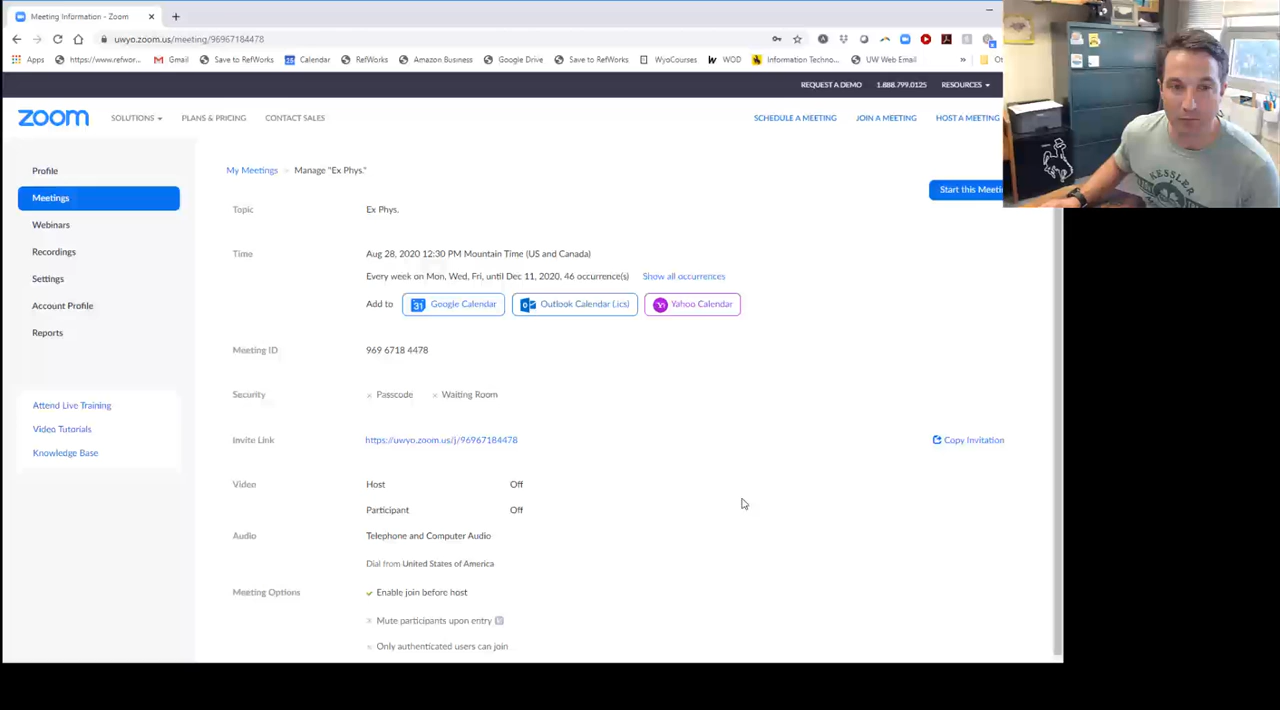 Meeting Information - Zoom
uwyo.zoom.us/meeting/96967184478
Apps https://www.refwor... Gmail Save to RefWorks Calendar RefWorks Amazon Business Google Drive Save to RefWorks WyoCourses WOD Information Techno... UW Web Email » Ot
REQUEST A DEMO 1.888.799.0125 RESOURCES
zoom SOLUTIONS PLANS & PRICING CONTACT SALES SCHEDULE A MEETING JOIN A MEETING HOST A MEETING
KESSLER
Profile
Meetings
Webinars
Recordings
Settings
Account Profile
Reports
Attend Live Training
Video Tutorials
Knowledge Base
My Meetings > Manage "Ex Phys."
Start this Meeti
Topic Ex Phys.
Time Aug 28, 2020 12:30 PM Mountain Time (US and Canada)
Every week on Mon, Wed, Fri, until Dec 11, 2020, 46 occurrence(s) Show all occurrences
Add to 31 Google Calendar Outlook Calendar (.ics) Yahoo Calendar
Meeting ID 969 6718 4478
Security × Passcode × Waiting Room
Invite Link https://uwyo.zoom.us/j/96967184478 Copy Invitation
Video Host Off
Participant Off
Audio Telephone and Computer Audio
Dial from United States of America
Meeting Options Enable join before host
× Mute participants upon entry
× Only authenticated users can join